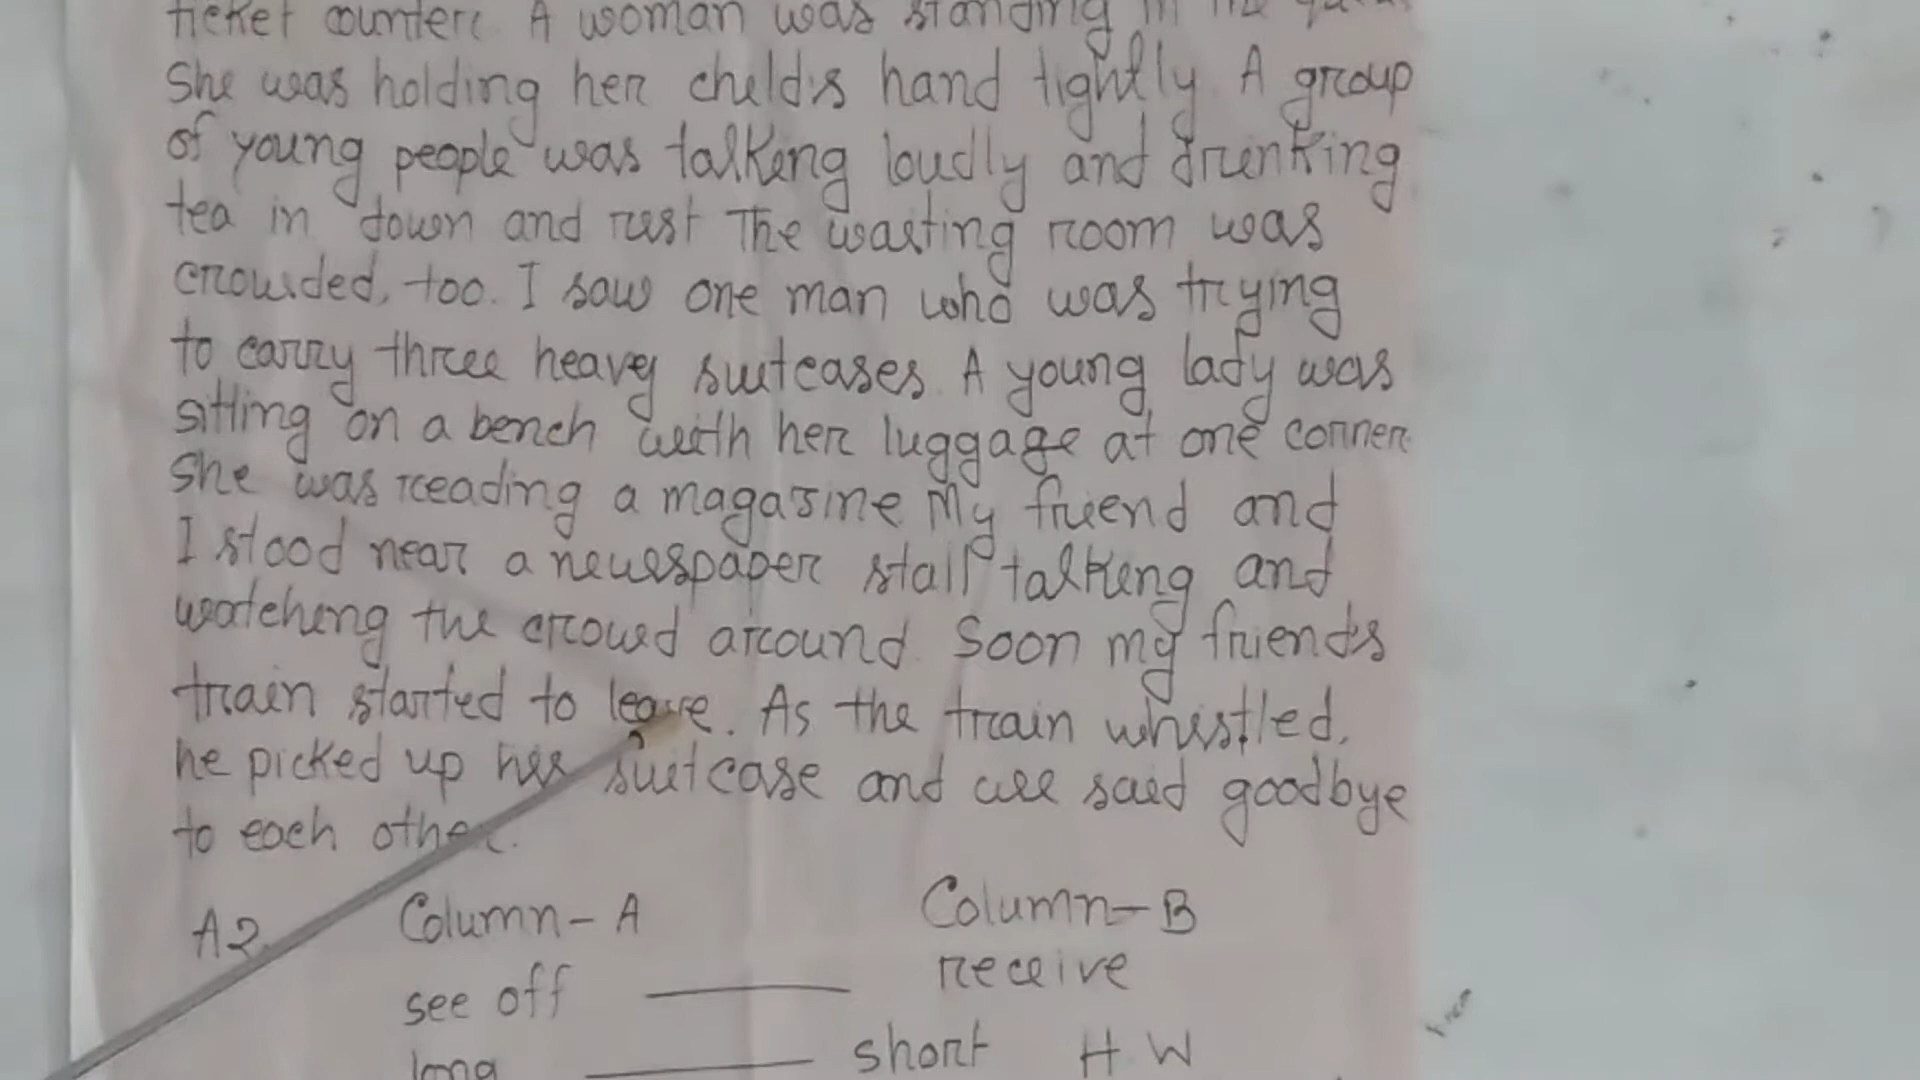 ticket counter. A woman was standing in the
She was holding her child's hand tightly. A group
of young people was talking loudly and drinking
tea in down and rest The waiting room was
crowded, too. I saw one man who was trying
to carry three heavy suitcases. A young lady was
sitting on a bench with her luggage at one corner
She was reading a magazine. My friend and
I stood near a newspaper stall talking and
watching the crowd around. Soon my friend's
train started to leave. As the train whistled,
he picked up his suitcase and we said goodbye
to each other.
A2 Column-A Column-B
see off receive
long short H W